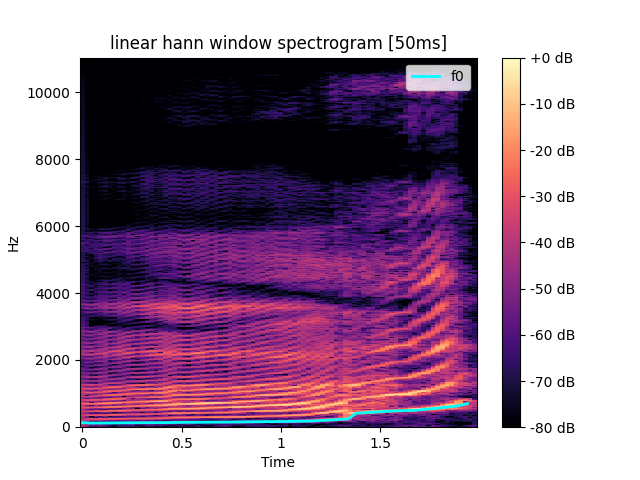 linear hann window spectrogram [50ms]
f0
Hz
10000
8000
6000
4000
2000
0
0
0.5
1
1.5
Time
+0 dB
-10 dB
-20 dB
-30 dB
-40 dB
-50 dB
-60 dB
-70 dB
-80 dB